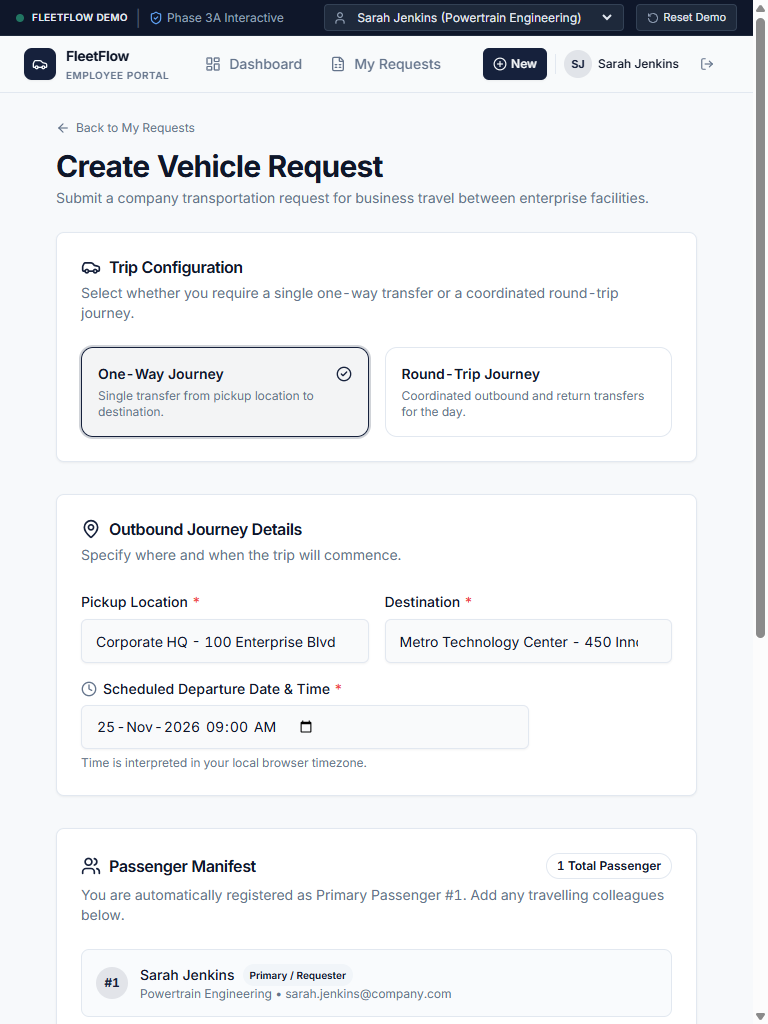 FLEETFLOW DEMO
Phase 3A Interactive
Sarah Jenkins (Powertrain Engineering)
Reset Demo
FleetFlow
EMPLOYEE PORTAL
Dashboard
My Requests
New
SJ
Sarah Jenkins
Back to My Requests
Create Vehicle Request
Submit a company transportation request for business travel between enterprise facilities.
Trip Configuration
Select whether you require a single one-way transfer or a coordinated round-trip
journey.
One-Way Journey
Single transfer from pickup location to
destination.
Round-Trip Journey
Coordinated outbound and return transfers
for the day.
Outbound Journey Details
Specify where and when the trip will commence.
Pickup Location *
Destination *
Corporate HQ - 100 Enterprise Blvd
Metro Technology Center - 450
Scheduled Departure Date & Time *
25-Nov-2026 09:00 AM
Time is interpreted in your local browser timezone.
Passenger Manifest
1 Total Passenger
You are automatically registered as Primary Passenger #1. Add any travelling colleagues
below.
#1
Sarah Jenkins
Primary / Requester
Powertrain Engineering • sarah.jenkins@company.com